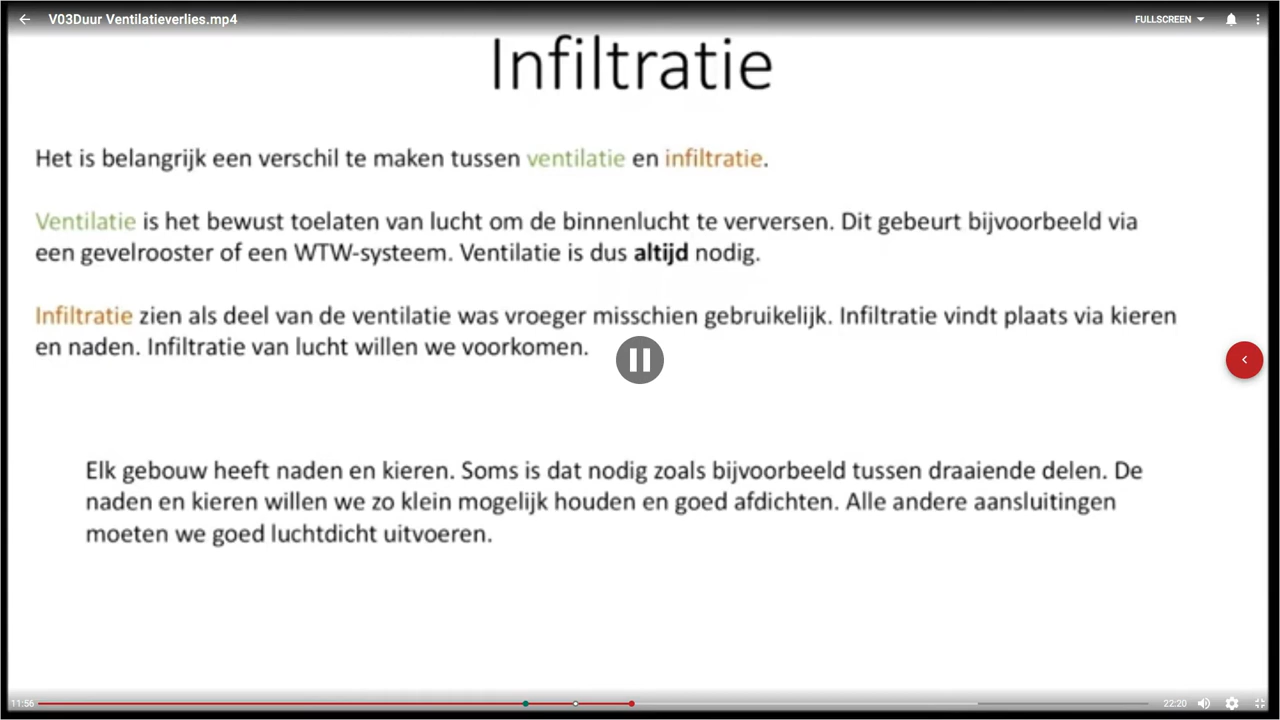 V03Duur Ventilatieverlies.mp4
FULLSCREEN
Infiltratie
Het is belangrijk een verschil te maken tussen ventilatie en infiltratie.
Ventilatie is het bewust toelaten van lucht om de binnenlucht te verversen. Dit gebeurt bijvoorbeeld via
een gevelrooster of een WTW-systeem. Ventilatie is dus altijd nodig.
Infiltratie zien als deel van de ventilatie was vroeger misschien gebruikelijk. Infiltratie vindt plaats via kieren
en naden. Infiltratie van lucht willen we voorkomen.
Elk gebouw heeft naden en kieren. Soms is dat nodig zoals bijvoorbeeld tussen draaiende delen. De
naden en kieren willen we zo klein mogelijk houden en goed afdichten. Alle andere aansluitingen
moeten we goed luchtdicht uitvoeren.
11:56
22:20